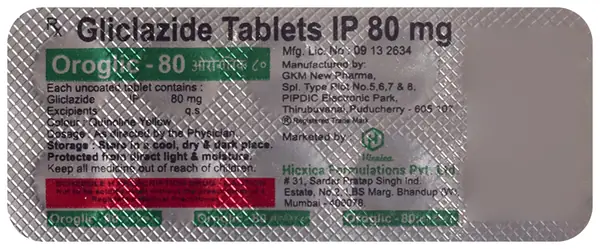 Rx Gliclazide Tablets IP 80 mg
Oroglic - 80
Each uncoated tablet contains :
Gliclazide IP 80 mg
Excipients q.s
Colour : Quinoline Yellow
Dosage : As directed by the Physician.
Storage : Store in a cool, dry & dark place.
Protected from direct light & moisture.
Keep all medicine out of reach of children.
Mfg. Lic. No : 09 13 2634
Manufactured by:
GKM New Pharma,
Spl. Type Plot No.5,6,7 & 8,
PIPDIC Electronic Park,
Thirubuvanai, Puducherry - 605 107
® Registered Trade Mark
Marketed by
Hicxica
Hicxica Formulations Pvt. Ltd.
# 31, Sardar Pratap Singh Ind.
Estate, No.2, LBS Marg. Bhandup (W),
Mumbai - 400078.
Oroglic - 80
Oroglic - 80
Oroglic - 80